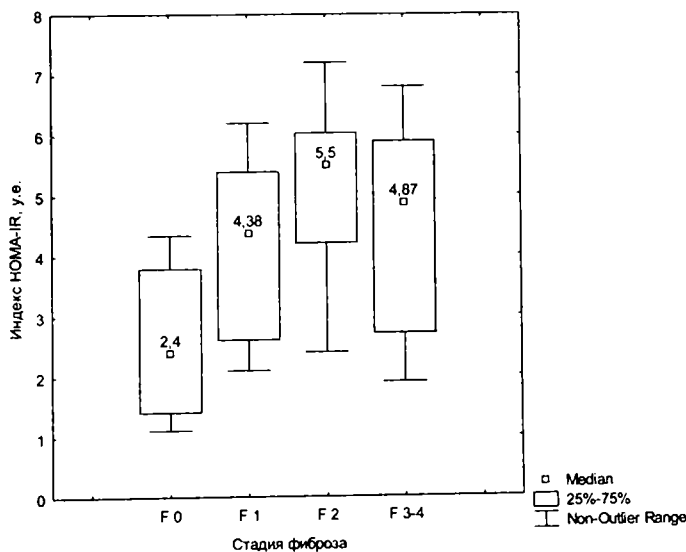 8
7
6
5
4
3
2
1
0
Индекс HOMA-IR, у.е.
2,4
4,38
5,5
4,87
F 0
F 1
F 2
F 3-4
Стадия фиброза
Median
25%-75%
Non-Outlier Range